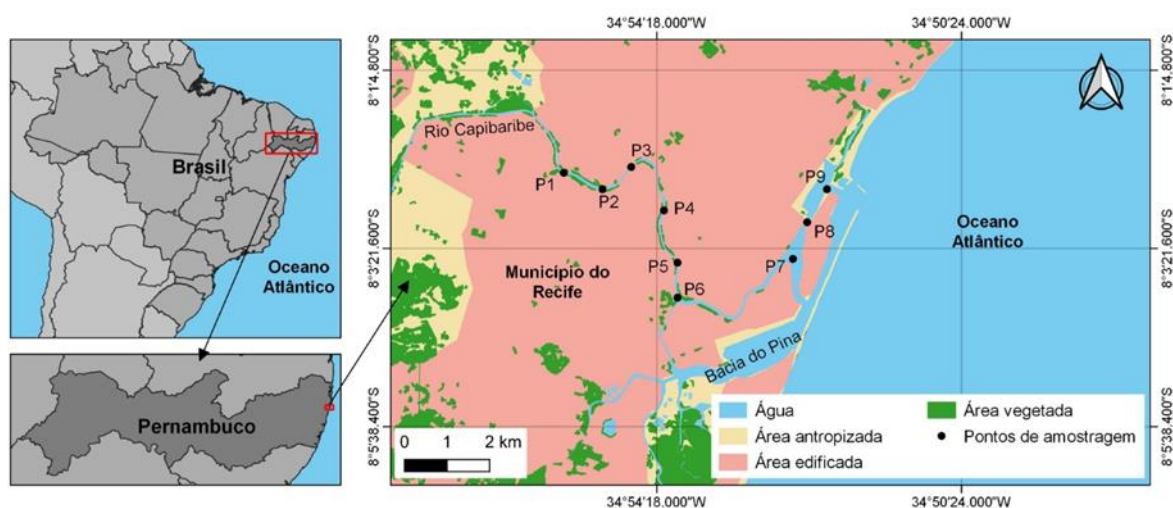 Brasil
Oceano
Atlântico
Pernambuco
34°54'18.000"W
34°50'24.000"W
8°1'14.800"S
8°3'21.600"S
8°5'38.400"S
8°1'14.800"S
8°3'21.600"S
8°5'38.400"S
Rio Capibaribe
P1
P2
P3
P4
P5
P6
P7
P8
P9
Município do
Recife
Oceano
Atlântico
Bacia do Pina
0 1 2 km
Água
Área antropizada
Área edificada
Área vegetada
Pontos de amostragem
34°54'18.000"W
34°50'24.000"W